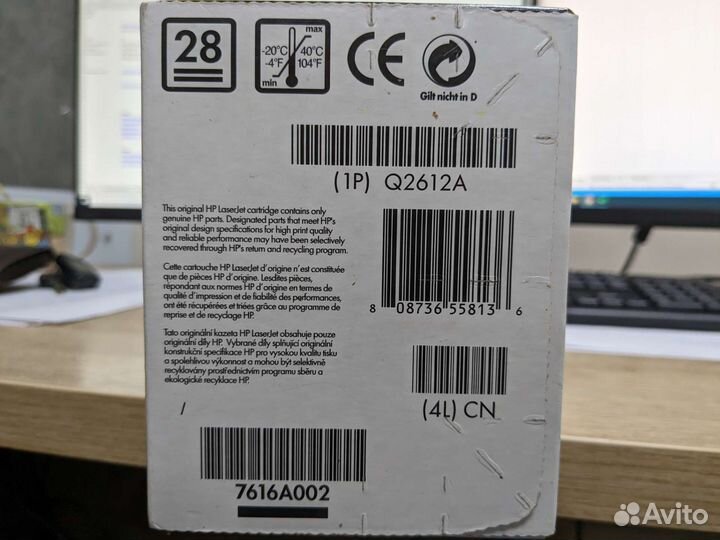 28
max
-20°C 40°C
-4°F 104°F
min
CE
Gilt nicht in D
(1P) Q2612A
This original HP LaserJet cartridge contains only
genuine HP parts. Designated parts that meet HP's
original design specifications for high print quality
and reliable performance may have been selectively
recovered through HP's return and recycling program.
Cette cartouche HP LaserJet d'origine n'est constituée
que de pièces HP d'origine. Lesdites pièces,
répondant aux normes HP d'origine en termes de
qualité d'impression et de fiabilité des performances,
ont été récupérées et triées grâce au programme de
reprise et de recyclage HP.
Tato originální kazeta HP LaserJet obsahuje pouze
originální díly HP. Vybrané díly splňující originální
konstrukční specifikace HP pro vysokou kvalitu tisku
a spolehlivou výkonnost a mohou být selektivně
recyklovány prostřednictvím programu sběru a
ekologické recyklace HP.
8 08736 55813 6
/
(4L) CN
7616A002
Avito